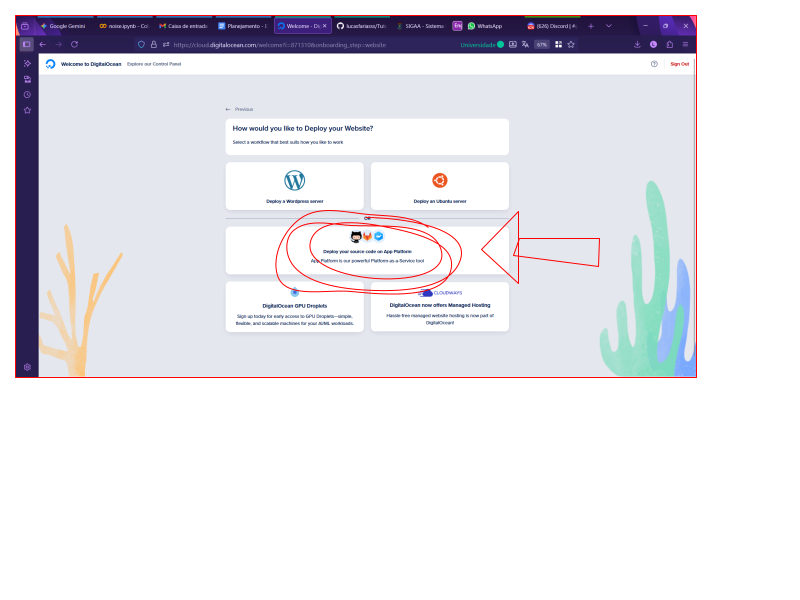 Google Gemini
noise.ipynb - Col
Caixa de entrada
Planejamento - D
Welcome - Di
lucasfariasss/Tu
SIGAA - Sistema
Eng
WhatsApp
(626) Discord | #
https://cloud.digitalocean.com/welcome?i=871310&onboarding_step=website
Universidade
67%
Welcome to DigitalOcean
Explore our Control Panel
Sign Out
← Previous
How would you like to Deploy your Website?
Select a workflow that best suits how you like to work
Deploy a Wordpress server
Deploy an Ubuntu server
OR
Deploy your source code on App Platform
App Platform is our powerful Platform-as-a-Service tool
DigitalOcean GPU Droplets
Sign up today for early access to GPU Droplets—simple,
flexible, and scalable machines for your AI/ML workloads.
CLOUDWAYS
DigitalOcean now offers Managed Hosting
Hassle-free managed website hosting is now part of
DigitalOcean!